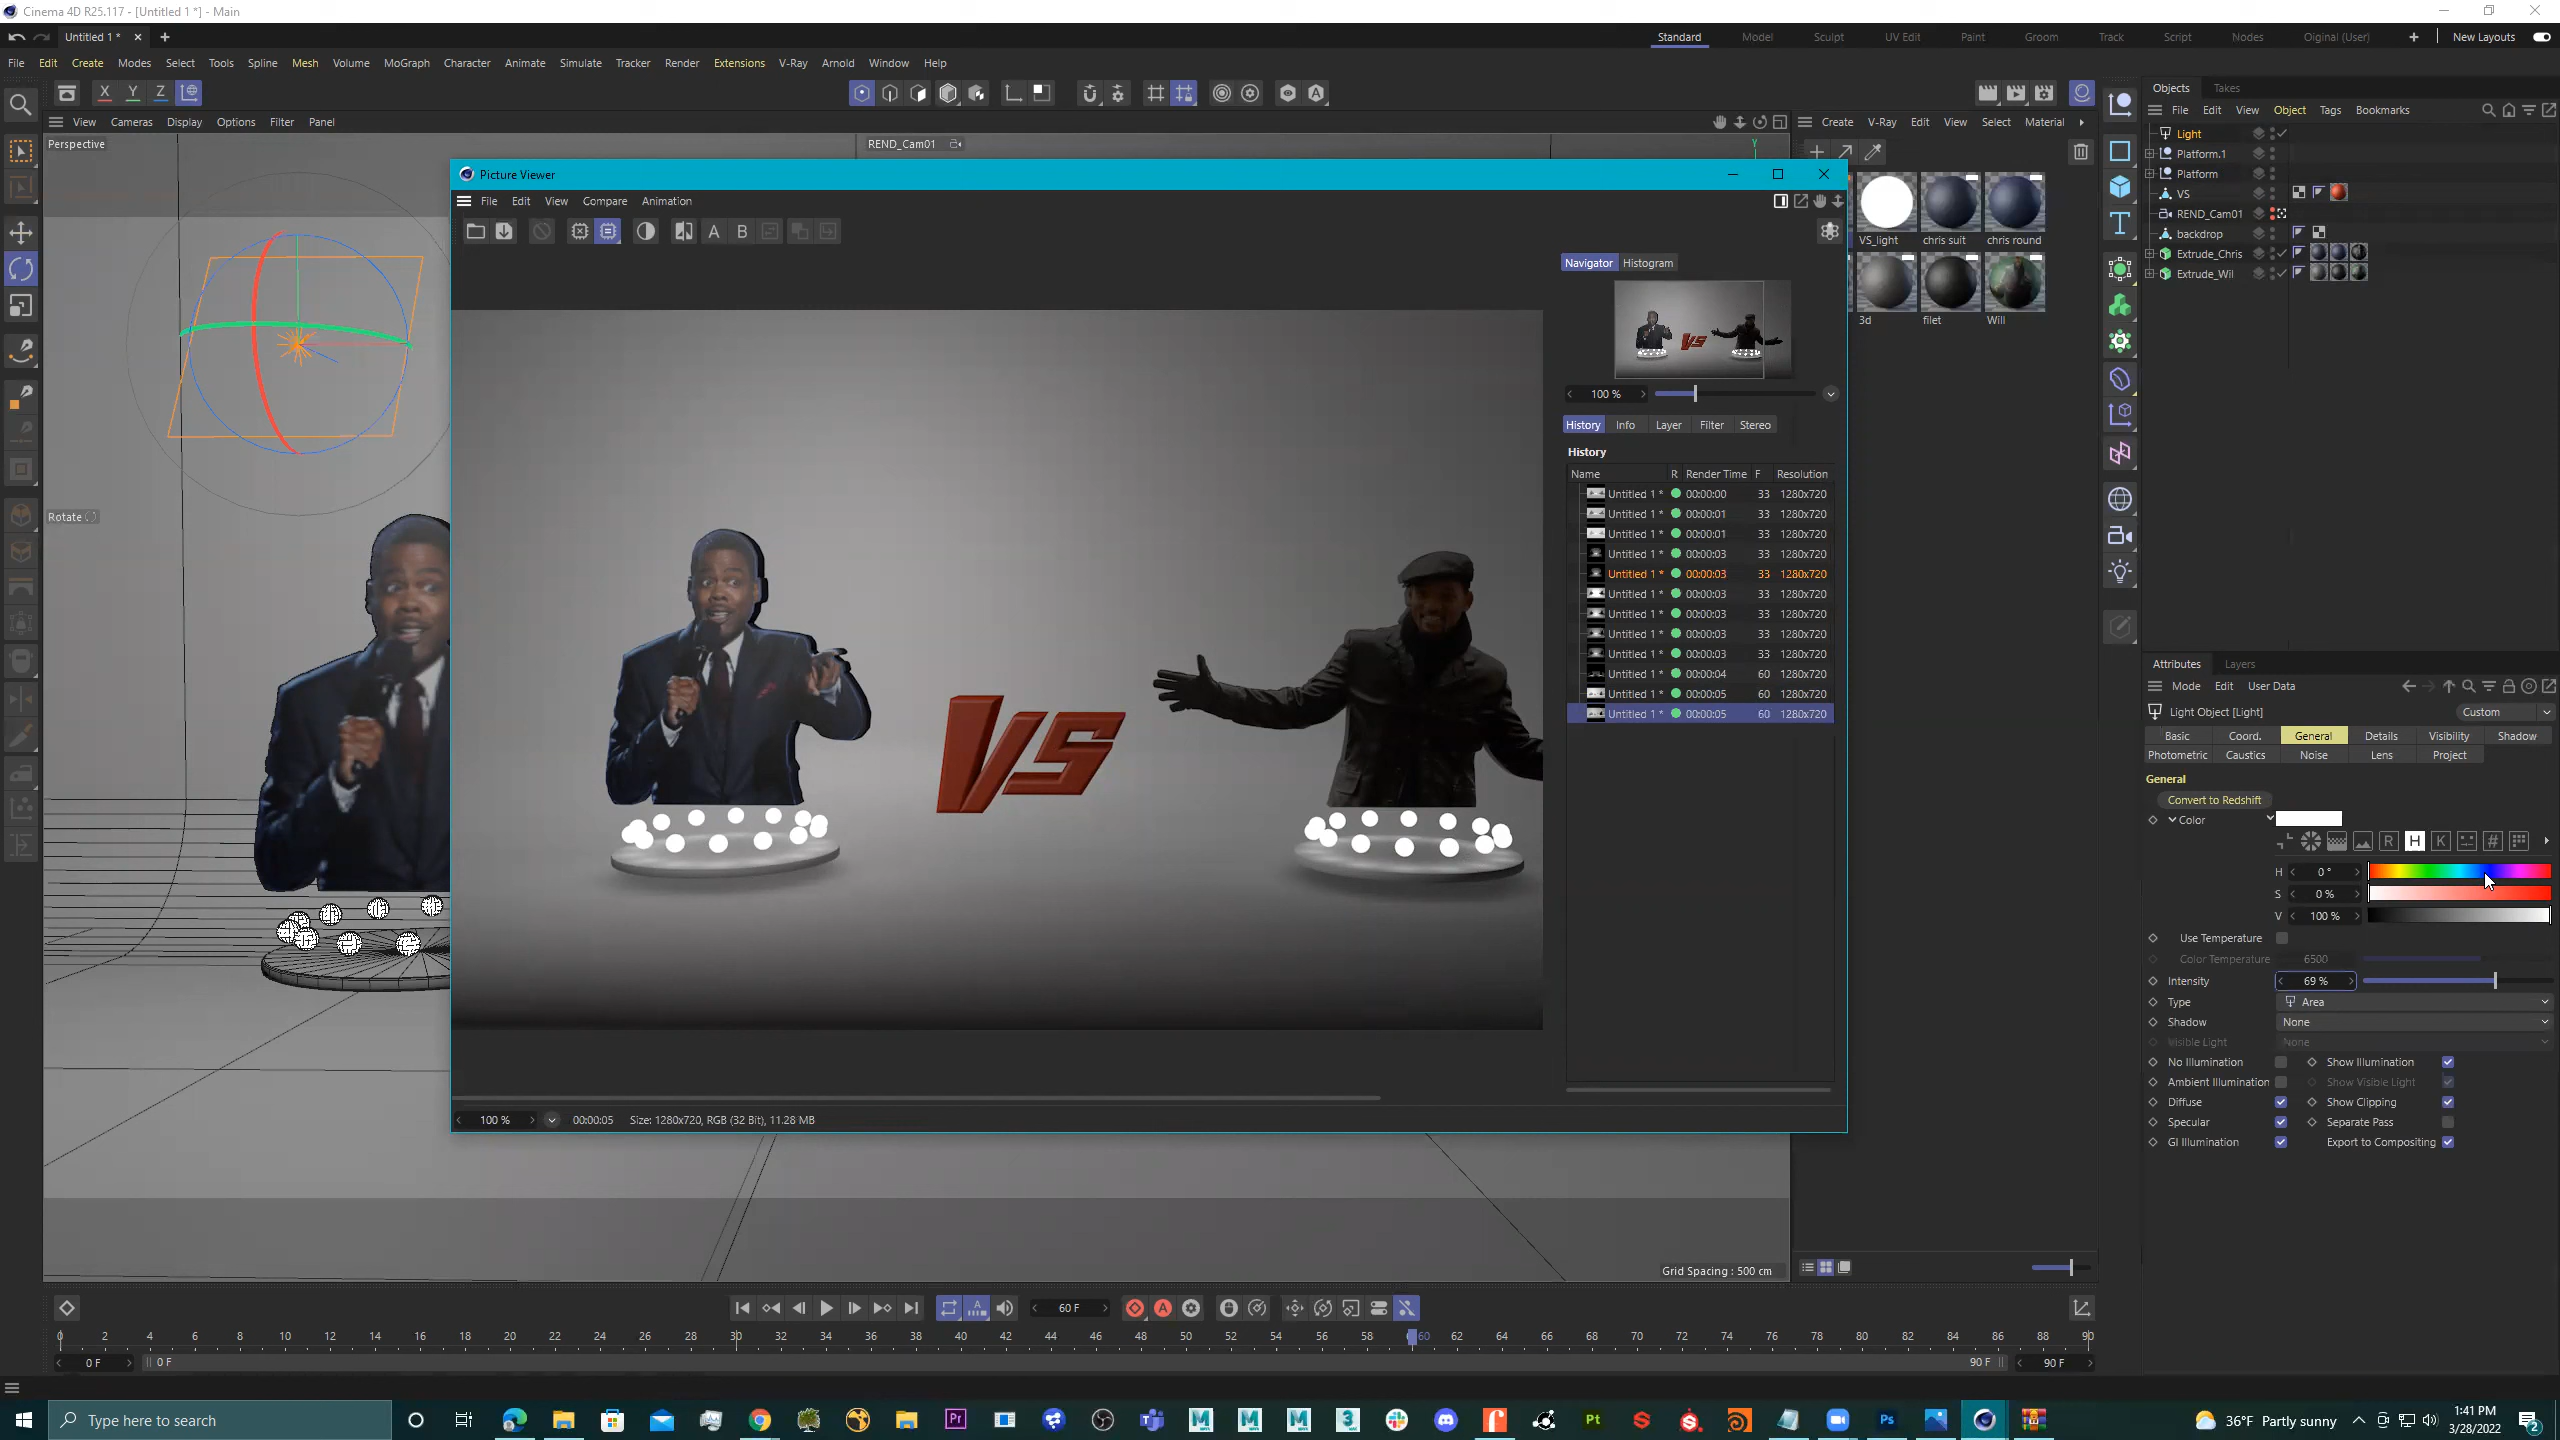 Cinema 4D R25.117 - [Untitled 1 *] - Main
Untitled 1 *
Standard Model Sculpt UV Edit Paint Groom Track Script Nodes Oiginal (User) New Layouts
File Edit Create Modes Select Tools Spline Mesh Volume MoGraph Character Animate Simulate Tracker Render Extensions V-Ray Arnold Window Help
X Y Z
View Cameras Display Options Filter Panel
Create V-Ray Edit View Select Material
Objects Takes
File Edit View Object Tags Bookmarks
Perspective
REND_Cam01
Y
Light
Platform.1
Platform
VS
REND_Cam01
backdrop
Extrude_Chris
Extrude_Wil
Rotate
VS_light chris suit chris round
3d filet Will
Picture Viewer
File Edit View Compare Animation
A B
VS
Navigator Histogram
100 %
History Info Layer Filter Stereo
History
Name R Render Time F Resolution
Untitled 1 * 00:00:00 33 1280x720
Untitled 1 * 00:00:01 33 1280x720
Untitled 1 * 00:00:01 33 1280x720
Untitled 1 * 00:00:03 33 1280x720
Untitled 1 * 00:00:03 33 1280x720
Untitled 1 * 00:00:03 33 1280x720
Untitled 1 * 00:00:03 33 1280x720
Untitled 1 * 00:00:03 33 1280x720
Untitled 1 * 00:00:03 33 1280x720
Untitled 1 * 00:00:04 60 1280x720
Untitled 1 * 00:00:05 60 1280x720
Untitled 1 * 00:00:05 60 1280x720
100 % 00:00:05 Size: 1280x720, RGB (32 Bit), 11.28 MB
Attributes Layers
Mode Edit User Data
Light Object [Light] Custom
Basic Coord. General Details Visibility Shadow
Photometric Caustics Noise Lens Project
General
Convert to Redshift
Color
R H K #
H 0 °
S 0 %
V 100 %
Use Temperature
Color Temperature 6500
Intensity 69 %
Type Area
Shadow None
Visible Light None
No Illumination Show Illumination
Ambient Illumination Show Visible Light
Diffuse Show Clipping
Specular Separate Pass
GI Illumination Export to Compositing
Grid Spacing : 500 cm
60 F
0 2 4 6 8 10 12 14 16 18 20 22 24 26 28 30 32 34 36 38 40 42 44 46 48 50 52 54 56 58 60 62 64 66 68 70 72 74 76 78 80 82 84 86 88 90
0 F 0 F 90 F 90 F
Type here to search
36°F Partly sunny
1:41 PM
3/28/2022
2